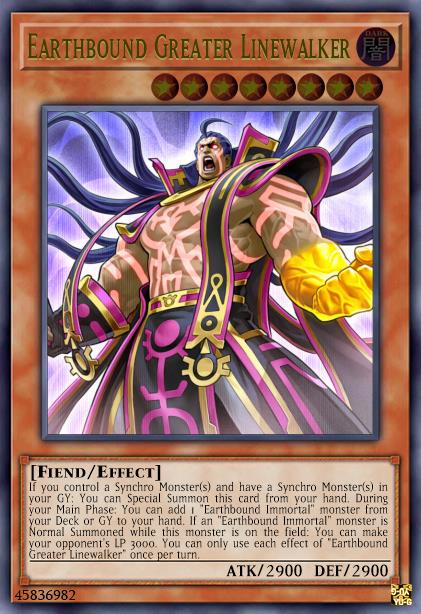 EARTHBOUND GREATER LINEWALKER
DARK
闇
[FIEND/EFFECT]
If you control a Synchro Monster(s) and have a Synchro Monster(s) in
your GY: You can Special Summon this card from your hand. During
your Main Phase: You can add 1 "Earthbound Immortal" monster from
your Deck or GY to your hand. If an "Earthbound Immortal" monster is
Normal Summoned while this monster is on the field: You can make
your opponent's LP 3000. You can only use each effect of "Earthbound
Greater Linewalker" once per turn.
ATK/2900 DEF/2900
45836982